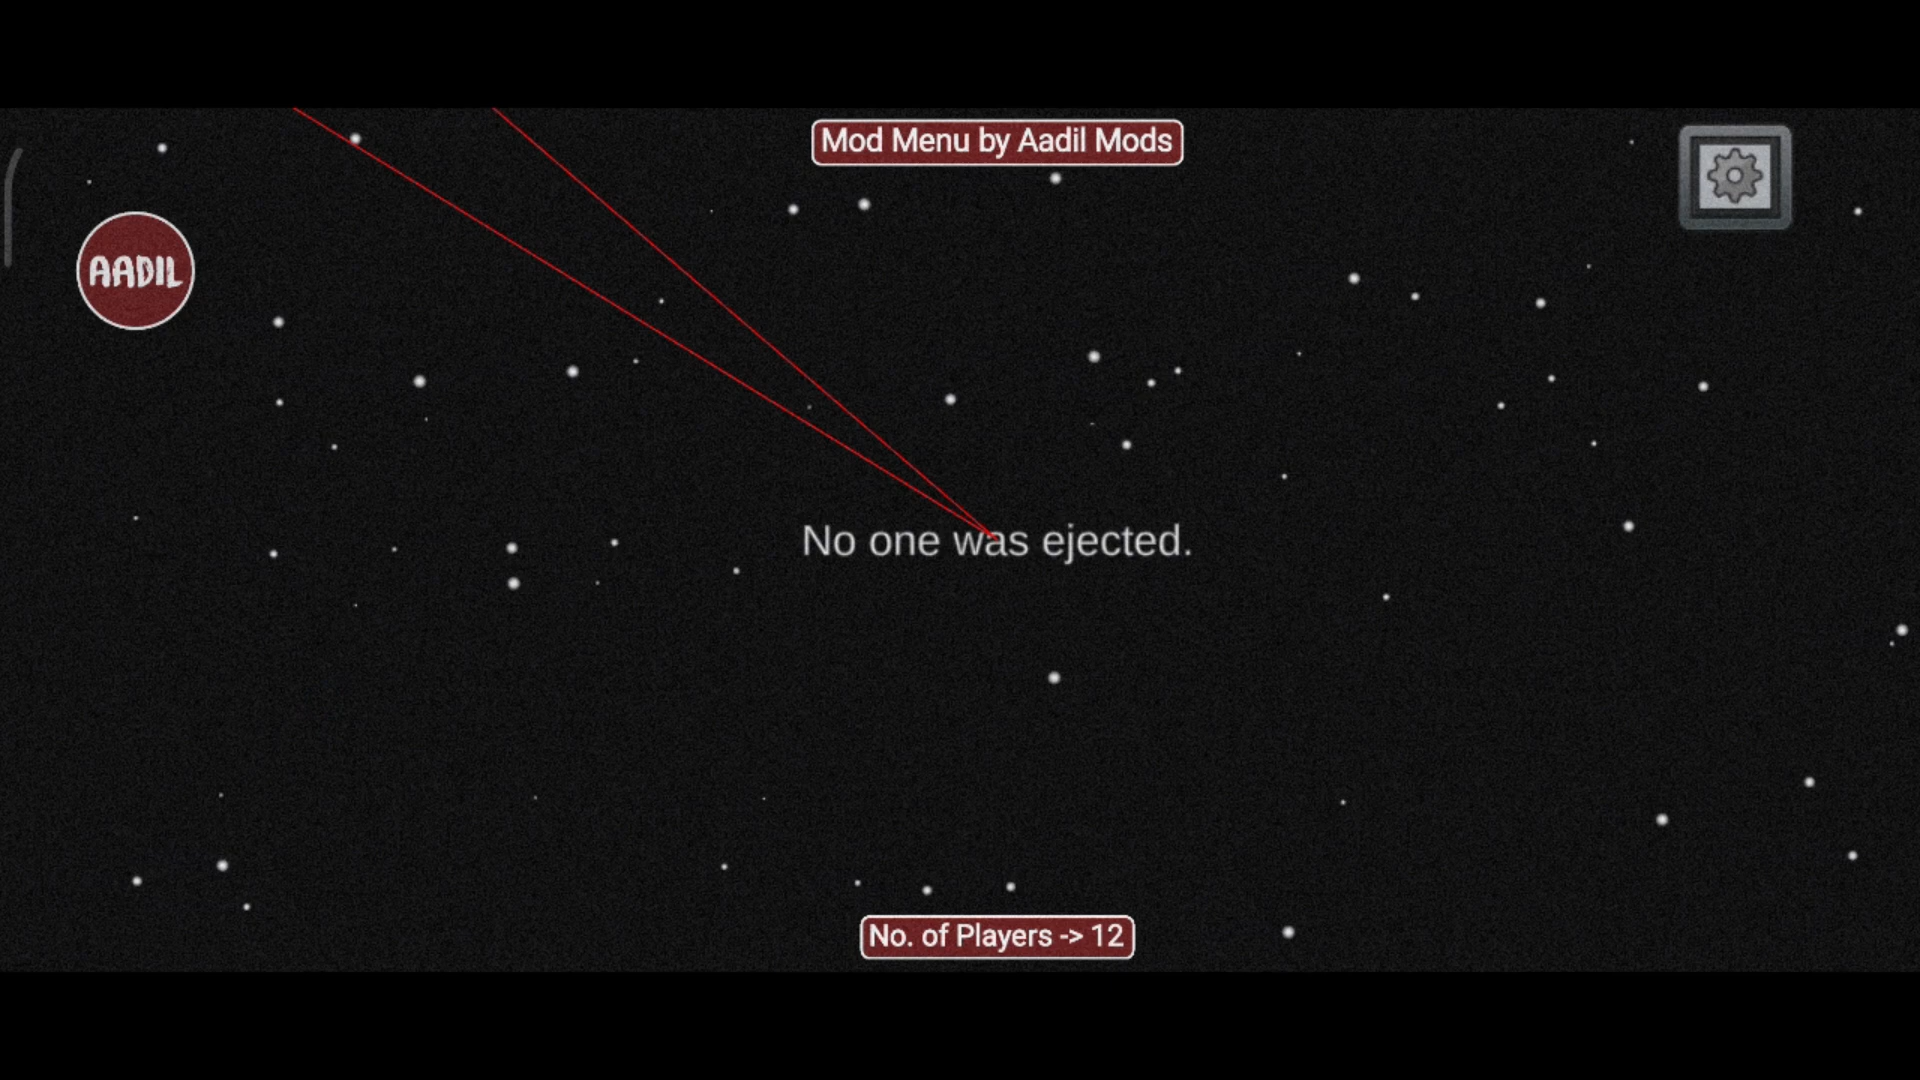 Mod Menu by Aadil Mods
AADIL
No one was ejected.
No. of Players -> 12